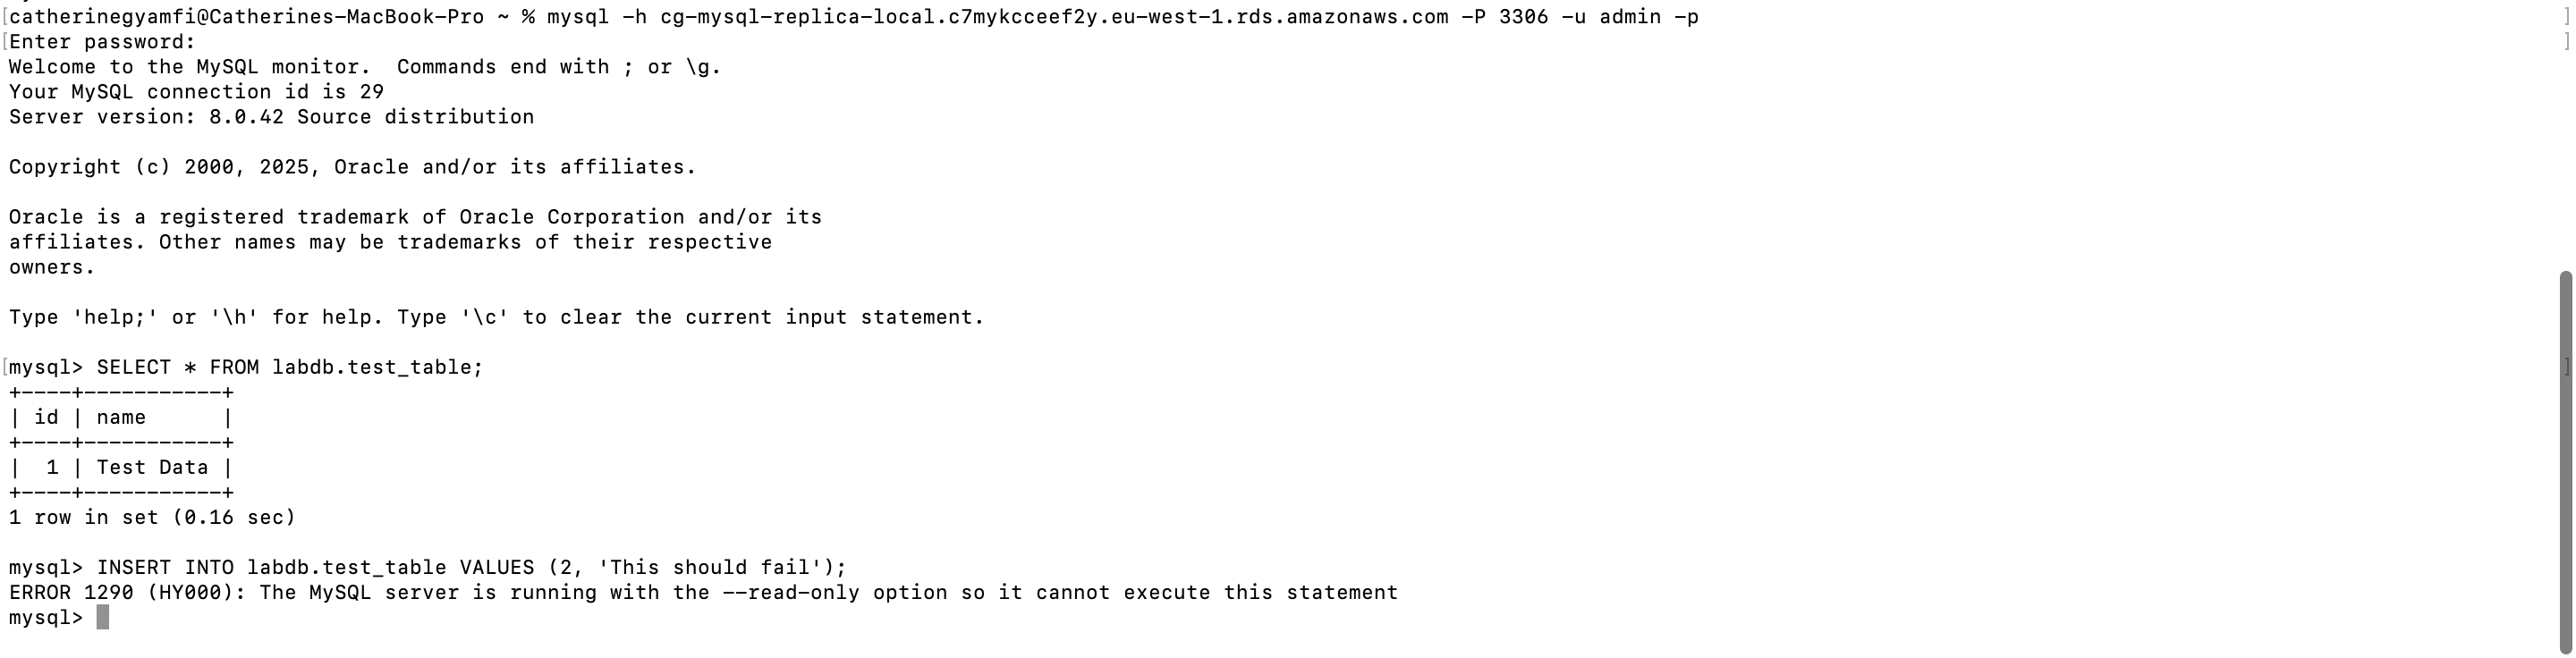 [catherinegyamfi@Catherines-MacBook-Pro ~ % mysql -h cg-mysql-replica-local.c7mykcceef2y.eu-west-1.rds.amazonaws.com -P 3306 -u admin -p ]
[Enter password: ]
Welcome to the MySQL monitor.  Commands end with ; or \g.
Your MySQL connection id is 29
Server version: 8.0.42 Source distribution

Copyright (c) 2000, 2025, Oracle and/or its affiliates.

Oracle is a registered trademark of Oracle Corporation and/or its
affiliates. Other names may be trademarks of their respective
owners.

Type 'help;' or '\h' for help. Type '\c' to clear the current input statement.

[mysql> SELECT * FROM labdb.test_table; ]
+----+-----------+
| id | name      |
+----+-----------+
|  1 | Test Data |
+----+-----------+
1 row in set (0.16 sec)

mysql> INSERT INTO labdb.test_table VALUES (2, 'This should fail');
ERROR 1290 (HY000): The MySQL server is running with the --read-only option so it cannot execute this statement
mysql>